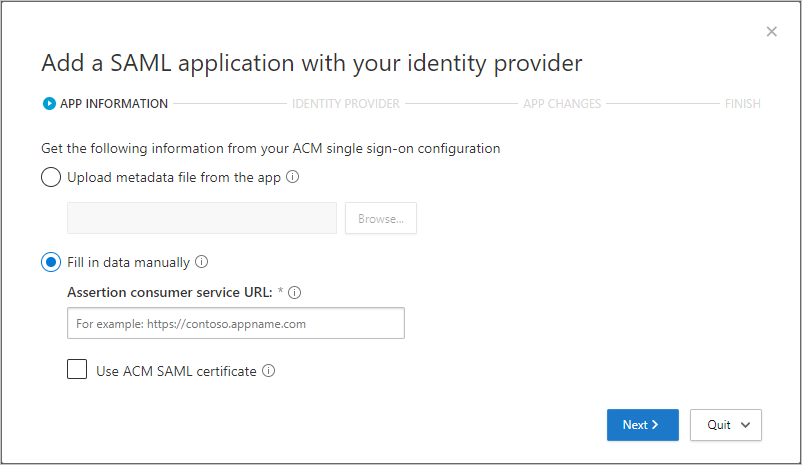 Add a SAML application with your identity provider
APP INFORMATION IDENTITY PROVIDER APP CHANGES FINISH
Get the following information from your ACM single sign-on configuration
Upload metadata file from the app
Browse...
Fill in data manually
Assertion consumer service URL: *
For example: https://contoso.appname.com
Use ACM SAML certificate
Next Quit